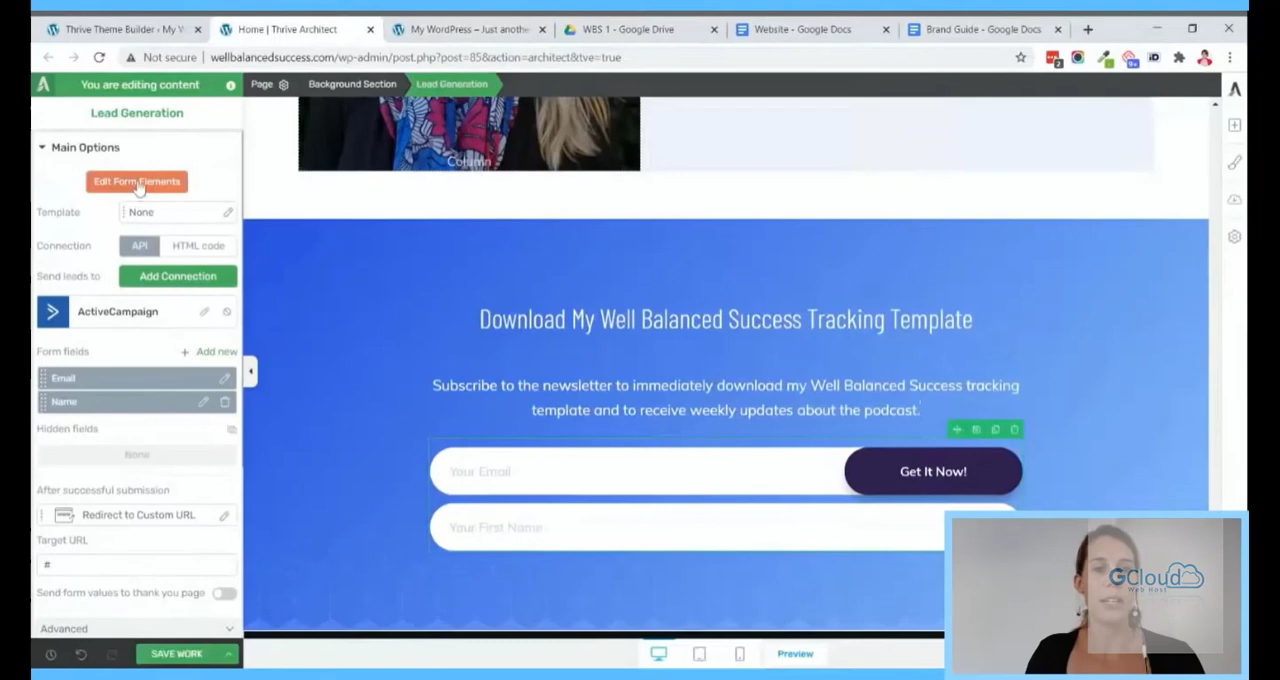 Thrive Theme Builder ‹ My W
Home | Thrive Architect
My WordPress – Just anothe
WBS 1 - Google Drive
Website - Google Docs
Brand Guide - Google Docs
Not secure | wellbalancedsuccess.com/wp-admin/post.php?post=85&action=architect&tve=true
You are editing content
Page
Background Section
Lead Generation
Lead Generation
Main Options
Edit Form Elements
Template
None
Connection
API
HTML code
Send leads to
Add Connection
ActiveCampaign
Form fields
+ Add new
Email
Name
Hidden fields
None
After successful submission
Redirect to Custom URL
Target URL
#
Send form values to thank you page
Advanced
SAVE WORK
Column
Download My Well Balanced Success Tracking Template
Subscribe to the newsletter to immediately download my Well Balanced Success tracking
template and to receive weekly updates about the podcast.
Your Email
Get It Now!
Your First Name
Preview
GCloud
Web Host